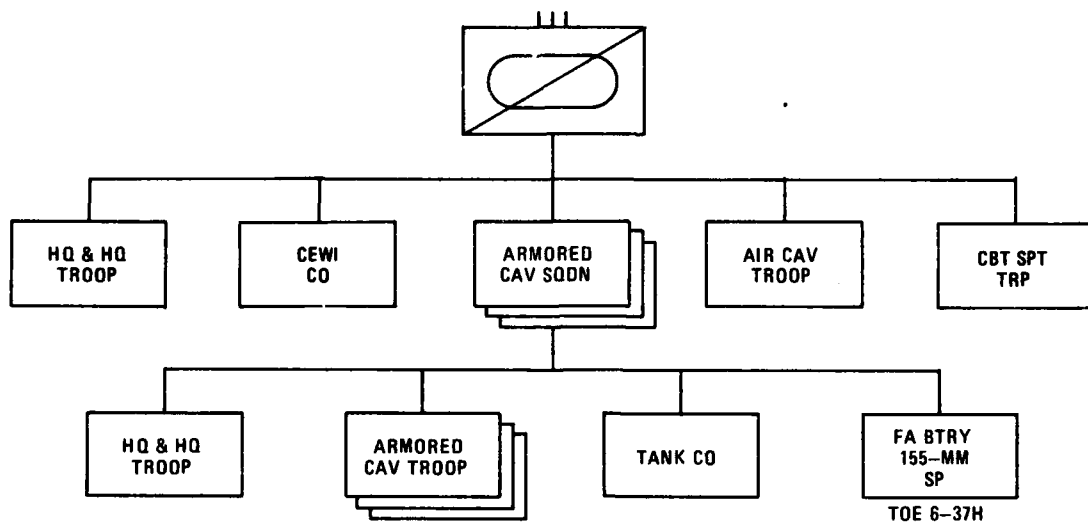 HQ & HQ
TROOP
CEWI
CO
ARMORED
CAV SQDN
AIR CAV
TROOP
CBT SPT
TRP
HQ & HQ
TROOP
ARMORED
CAV TROOP
TANK CO
FA BTRY
155-MM
SP
TOE 6-37H